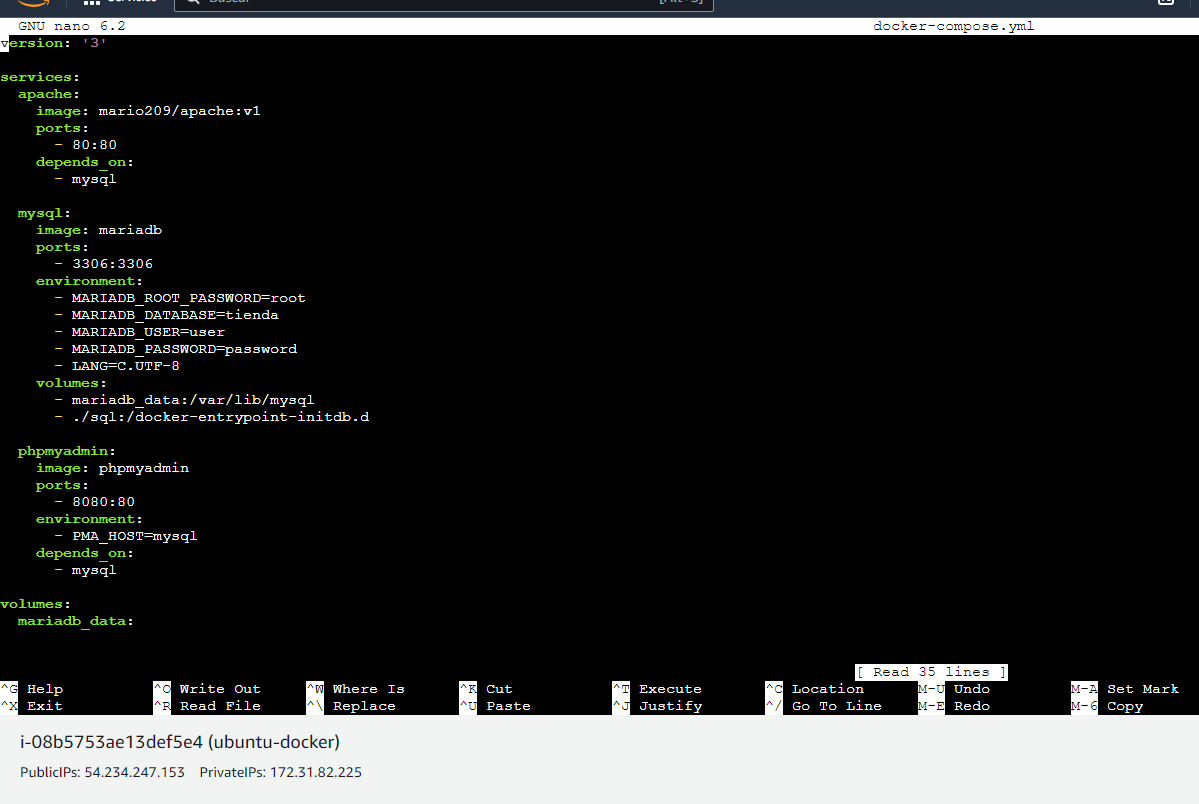 GNU nano 6.2 docker-compose.yml
version: '3'
services:
apache:
image: mario209/apache:v1
ports:
- 80:80
depends_on:
- mysql
mysql:
image: mariadb
ports:
- 3306:3306
environment:
- MARIADB_ROOT_PASSWORD=root
- MARIADB_DATABASE=tienda
- MARIADB_USER=user
- MARIADB_PASSWORD=password
- LANG=C.UTF-8
volumes:
- mariadb_data:/var/lib/mysql
- ./sql:/docker-entrypoint-initdb.d
phpmyadmin:
image: phpmyadmin
ports:
- 8080:80
environment:
- PMA_HOST=mysql
depends_on:
- mysql
volumes:
mariadb_data:
[ Read 35 lines ]
^G Help ^O Write Out ^W Where Is ^K Cut ^T Execute ^C Location M-U Undo M-A Set Mark
^X Exit ^R Read File ^\ Replace ^U Paste ^J Justify ^/ Go To Line M-E Redo M-6 Copy
i-08b5753ae13def5e4 (ubuntu-docker)
PublicIPs: 54.234.247.153 PrivateIPs: 172.31.82.225